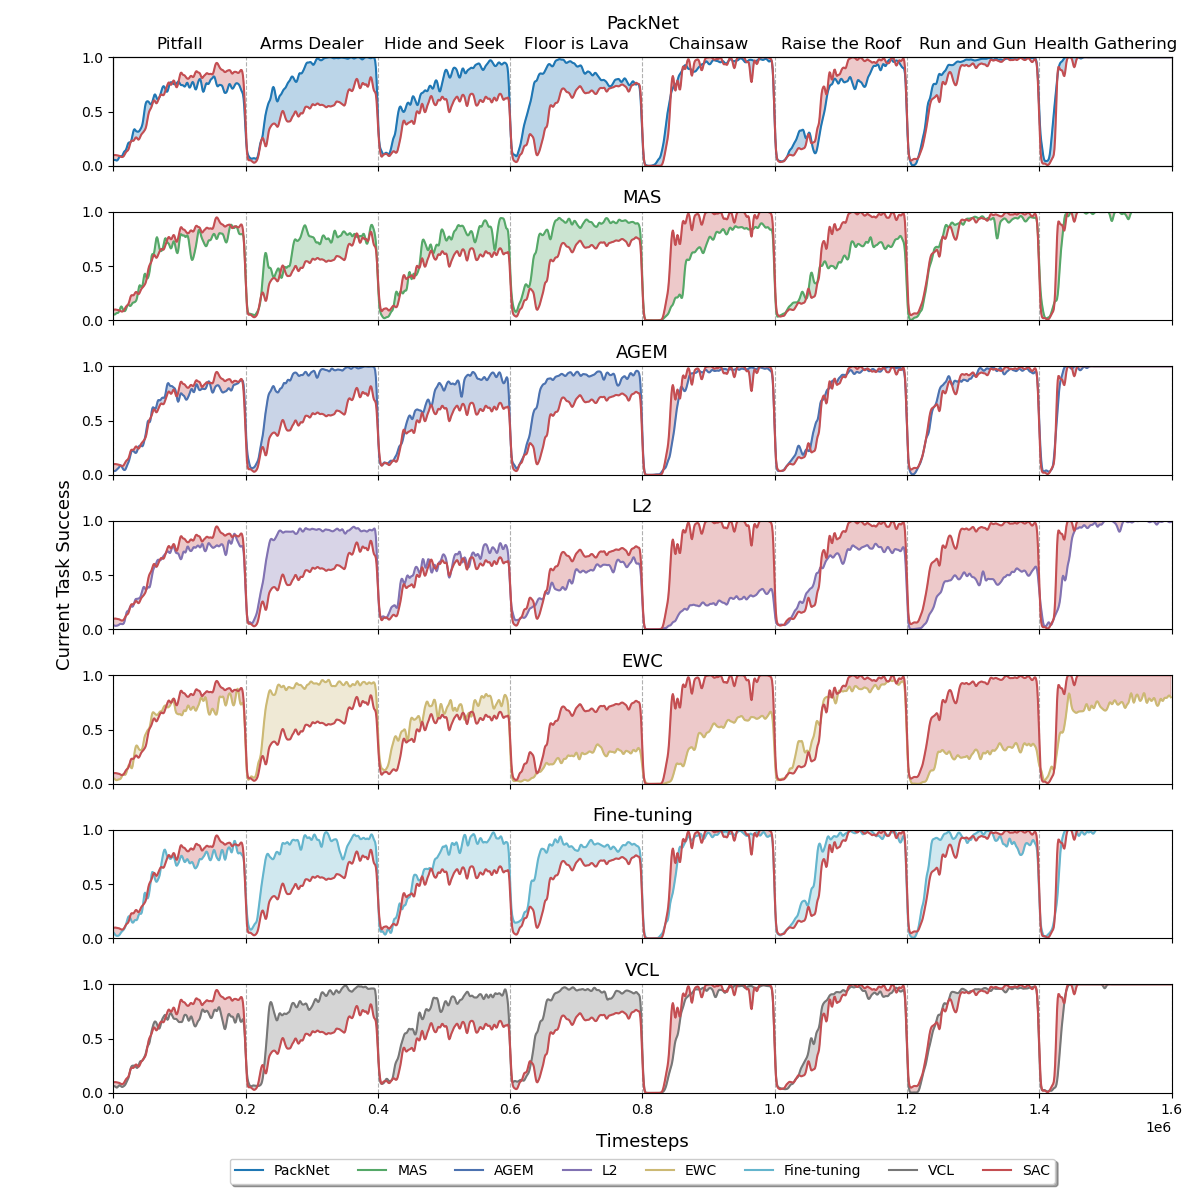 PackNet
Pitfall Arms Dealer Hide and Seek Floor is Lava Chainsaw Raise the Roof Run and Gun Health Gathering
1.0
0.5
0.0
MAS
1.0
0.5
0.0
AGEM
1.0
0.5
0.0
L2
1.0
0.5
0.0
Current Task Success
EWC
1.0
0.5
0.0
Fine-tuning
1.0
0.5
0.0
VCL
1.0
0.5
0.0
0.0 0.2 0.4 0.6 0.8 1.0 1.2 1.4 1.6
1e6
Timesteps
PackNet MAS AGEM L2 EWC Fine-tuning VCL SAC